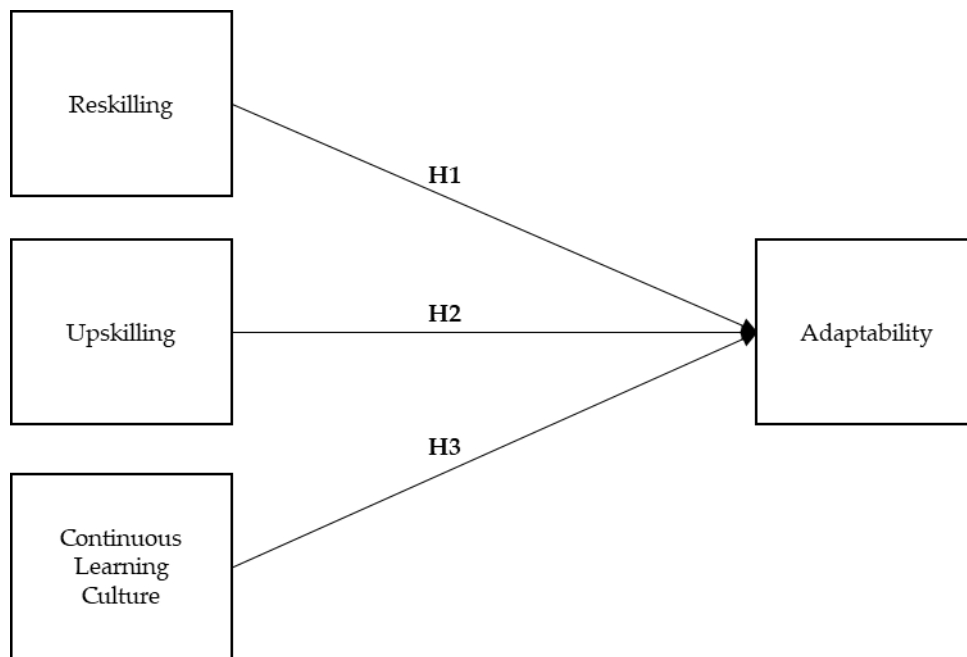 Reskilling
H1
Upskilling
H2
Adaptability
H3
Continuous
Learning
Culture